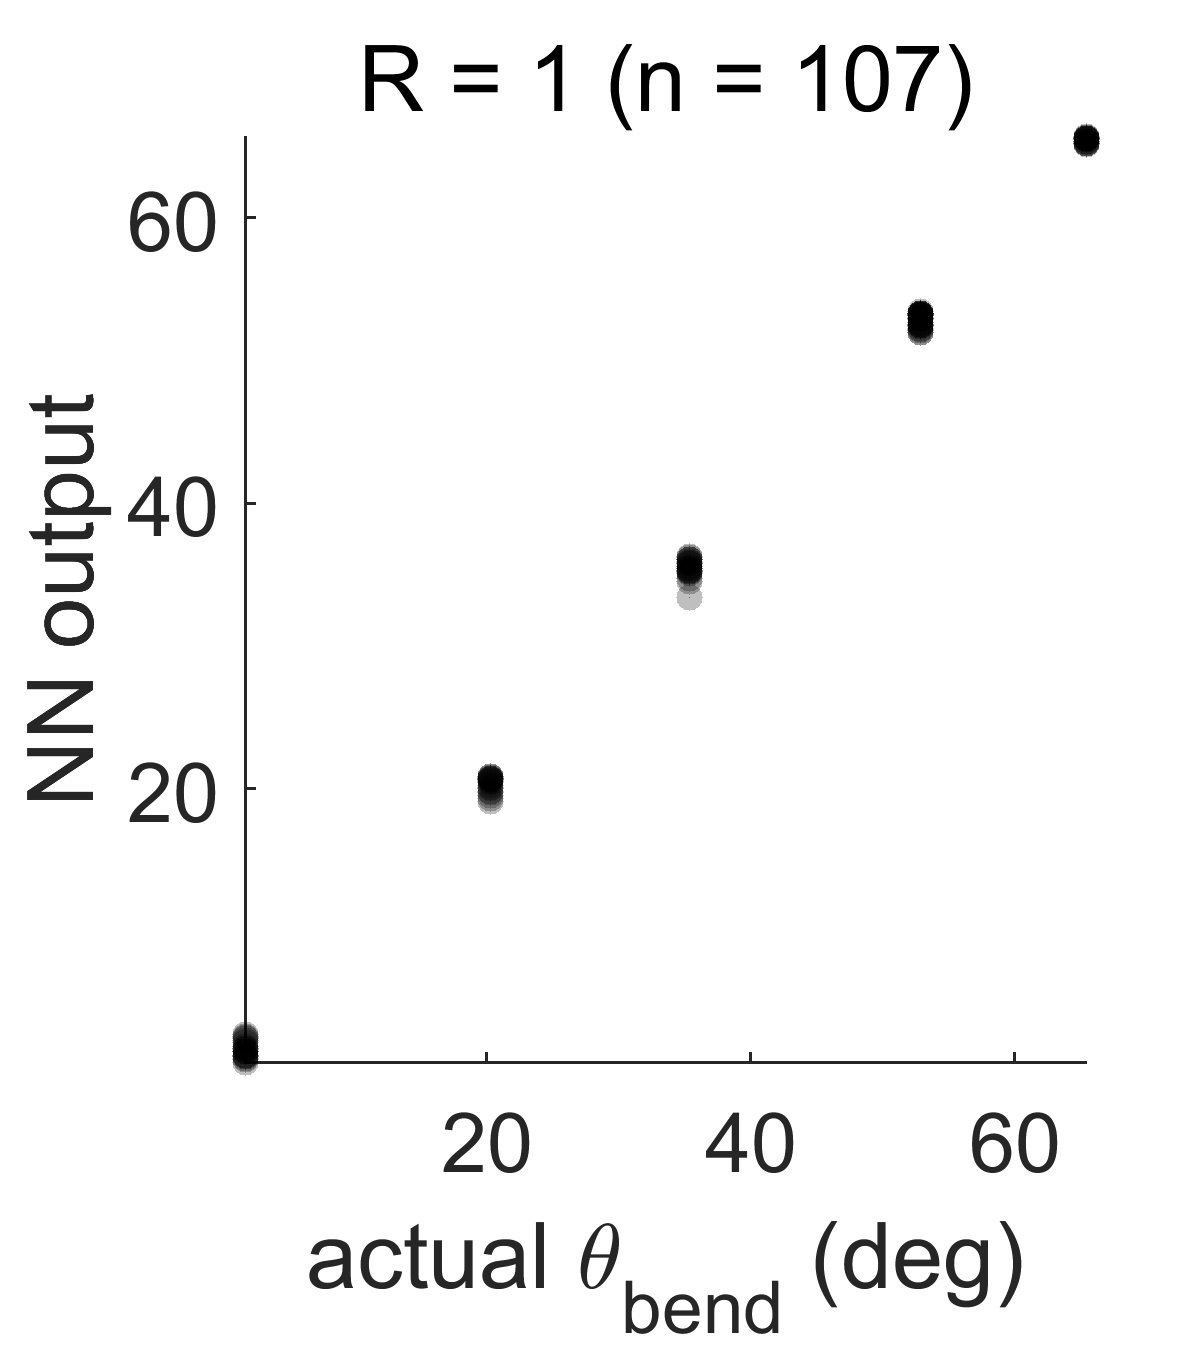 R = 1 (n = 107)
60
40
20
NN output
20 40 60
actual θbend (deg)